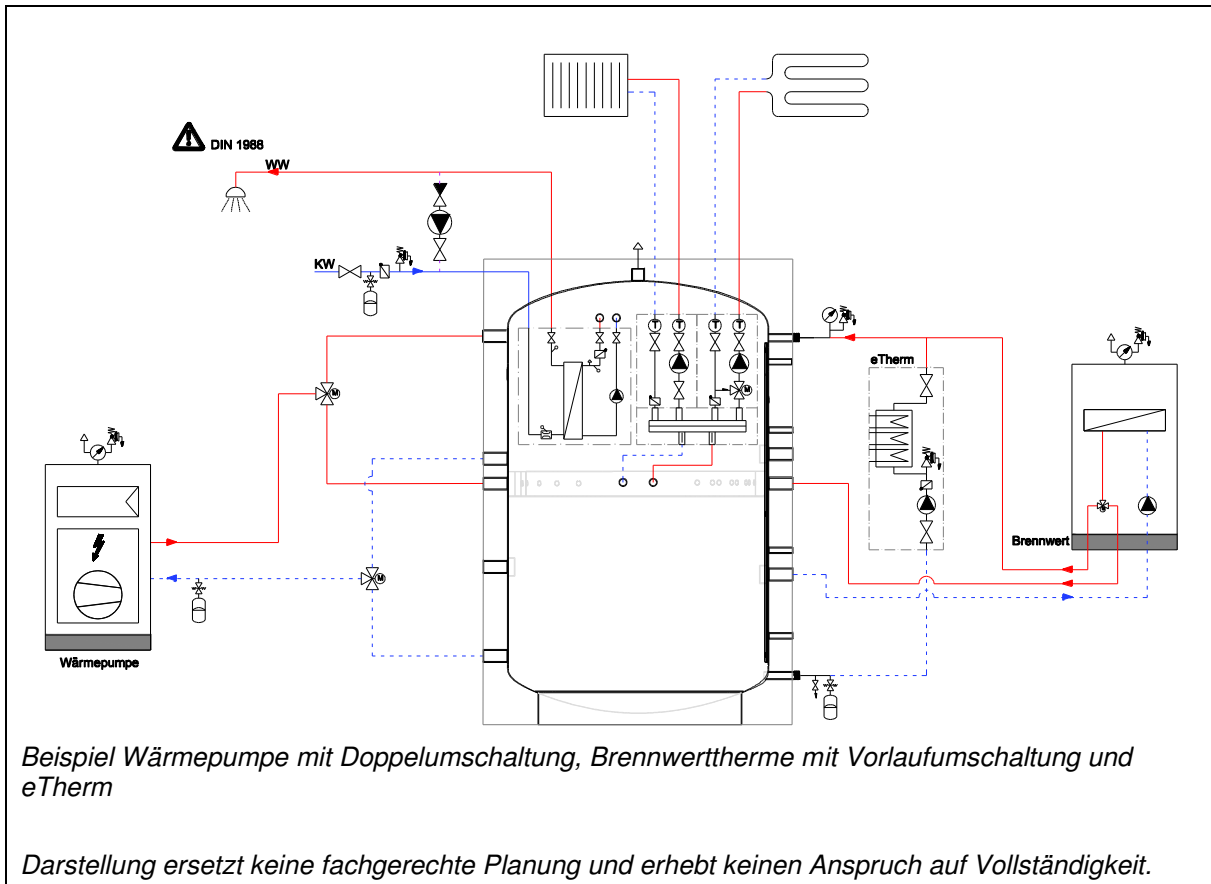 DIN 1988
WW
KW
T
T
T
T
M
M
M
M
eTherm
Brennwert
Wärmepumpe
Beispiel Wärmepumpe mit Doppelumschaltung, Brennwerttherme mit Vorlaufumschaltung und
eTherm
Darstellung ersetzt keine fachgerechte Planung und erhebt keinen Anspruch auf Vollständigkeit.